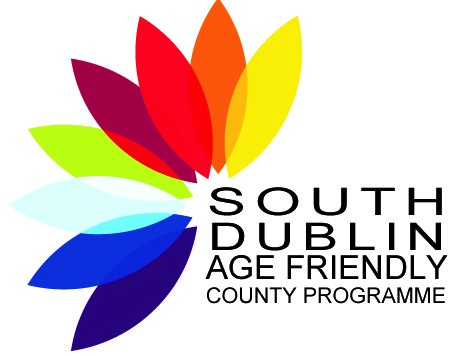 SOUTH
DUBLIN
AGE FRIENDLY
COUNTY PROGRAMME